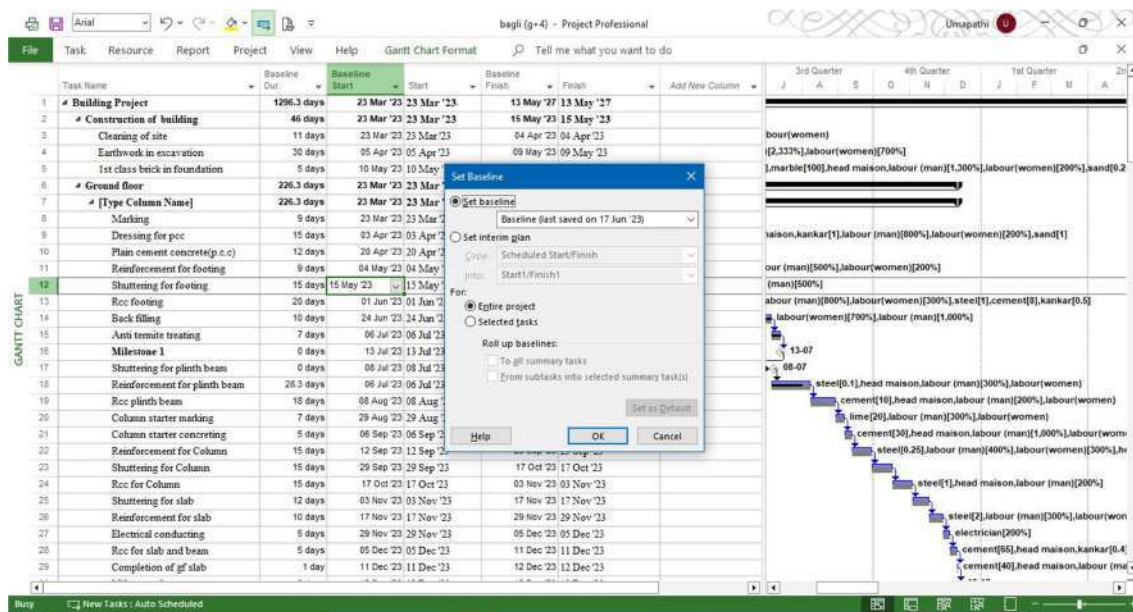 Arial
bagli (g+4) - Project Professional
Umapathi
U
File Task Resource Report Project View Help Gantt Chart Format Tell me what you want to do
Task Name Baseline Dur. Baseline Start Start Baseline Finish Finish Add New Column
3rd Quarter 4th Quarter 1st Quarter 2n
J A S O N D J F M A
1 Building Project 1296.3 days 23 Mar '23 23 Mar '23 13 May '27 13 May '27
2 Construction of building 46 days 23 Mar '23 23 Mar '23 15 May '23 15 May '23
3 Cleaning of site 11 days 23 Mar '23 23 Mar '23 04 Apr '23 04 Apr '23 bour(women)
4 Earthwork in excavation 30 days 05 Apr '23 05 Apr '23 09 May '23 09 May '23 [2,333%],labour(women)[700%]
5 1st class brick in foundation 5 days 10 May '23 10 May ],marble[100],head maison,labour (man)[1,300%],labour(women)[200%],sand[0.2
6 Ground floor 226.3 days 23 Mar '23 23 Mar '
7 [Type Column Name] 226.3 days 23 Mar '23 23 Mar '
8 Marking 9 days 23 Mar '23 23 Mar '2
9 Dressing for pcc 15 days 03 Apr '23 03 Apr '2 naison,kankar[1],labour (man)[800%],labour(women)[200%],sand[1]
10 Plain cement concrete(p.c.c) 12 days 20 Apr '23 20 Apr '2
11 Reinforcement for footing 9 days 04 May '23 04 May ' our (man)[500%],labour(women)[200%]
12 Shuttering for footing 15 days 15 May '23 15 May ' (man)[500%]
13 Rcc footing 20 days 01 Jun '23 01 Jun '2 abour (man)[800%],labour(women)[300%],steel[1],cement[8],kankar[0.5]
14 Back filling 10 days 24 Jun '23 24 Jun '2 labour(women)[700%],labour (man)[1,000%]
15 Anti termite treating 7 days 06 Jul '23 06 Jul '23
16 Milestone 1 0 days 13 Jul '23 13 Jul '23 13-07
17 Shuttering for plinth beam 0 days 08 Jul '23 08 Jul '23 08-07
18 Reinforcement for plinth beam 28.3 days 06 Jul '23 06 Jul '23 steel[0.1],head maison,labour (man)[300%],labour(women)
19 Rcc plinth beam 18 days 08 Aug '23 08 Aug ' cement[10],head maison,labour (man)[200%],labour(women)
20 Column starter marking 7 days 29 Aug '23 29 Aug ' lime[20],labour (man)[300%],labour(women)
21 Column starter concreting 5 days 06 Sep '23 06 Sep '2 cement[30],head maison,labour (man)[1,000%],labour(wom
22 Reinforcement for Column 15 days 12 Sep '23 12 Sep ' steel[0.25],labour (man)[400%],labour(women)[300%],h
23 Shuttering for Column 15 days 29 Sep '23 29 Sep '23 17 Oct '23 17 Oct '23
24 Rcc for Column 15 days 17 Oct '23 17 Oct '23 03 Nov '23 03 Nov '23 steel[1],head maison,labour (man)[200%]
25 Shuttering for slab 12 days 03 Nov '23 03 Nov '23 17 Nov '23 17 Nov '23
26 Reinforcement for slab 10 days 17 Nov '23 17 Nov '23 29 Nov '23 29 Nov '23 steel[2],labour (man)[300%],labour(won
27 Electrical conducting 5 days 29 Nov '23 29 Nov '23 05 Dec '23 05 Dec '23 electrician[200%]
28 Rcc for slab and beam 5 days 05 Dec '23 05 Dec '23 11 Dec '23 11 Dec '23 cement[65],head maison,kankar[0.4]
29 Completion of gf slab 1 day 11 Dec '23 11 Dec '23 12 Dec '23 12 Dec '23 cement[40],head maison,labour (ma
GANTT CHART
Set Baseline
Set baseline
Baseline (last saved on 17 Jun '23)
Set interim plan
Copy: Scheduled Start/Finish
Into: Start1/Finish1
For:
Entire project
Selected tasks
Roll up baselines:
To all summary tasks
From subtasks into selected summary task(s)
Set as Default
Help OK Cancel
Busy New Tasks : Auto Scheduled